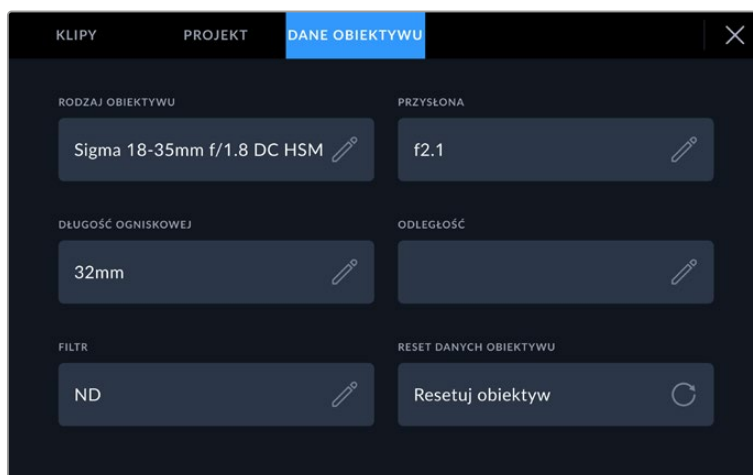 KLIPY PROJEKT DANE OBIEKTYWU
RODZAJ OBIEKTYWU PRZYSŁONA
Sigma 18-35mm f/1.8 DC HSM f2.1
DŁUGOŚĆ OGNISKOWEJ ODLEGŁOŚĆ
32mm
FILTR RESET DANYCH OBIEKTYWU
ND Resetuj obiektyw